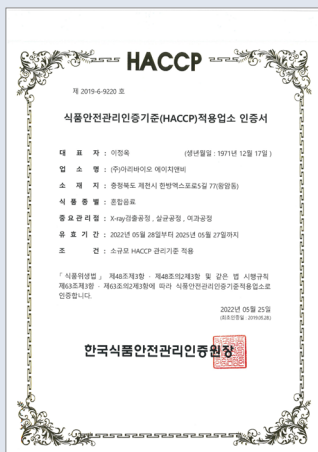 HACCP
제 2019-6-9220 호
식품안전관리인증기준(HACCP)적용업소 인증서
대 표 자 : 이정욱 (생년월일 : 1971년 12월 17일 )
업 소 명 : (주)아리바이오 에이치앤비
소 재 지 : 충청북도 제천시 한방엑스포로5길 77(왕암동)
식 품 종 별 : 혼합음료
중요관리점 : X-ray검출공정 , 살균공정 , 여과공정
유 효 기 간 : 2022년 05월 28일부터 2025년 05월 27일까지
조 건 : 소규모 HACCP 관리기준 적용
「 식품위생법 」 제48조제3항 · 제48조의2제3항 및 같은 법 시행규칙
제63조제3항 · 제63조의2제3항에 따라 식품안전관리인증기준적용업소로
인증합니다.
2022년 05월 25일
(최초인증일 : 2019.05.28.)
한국식품안전관리인증원장